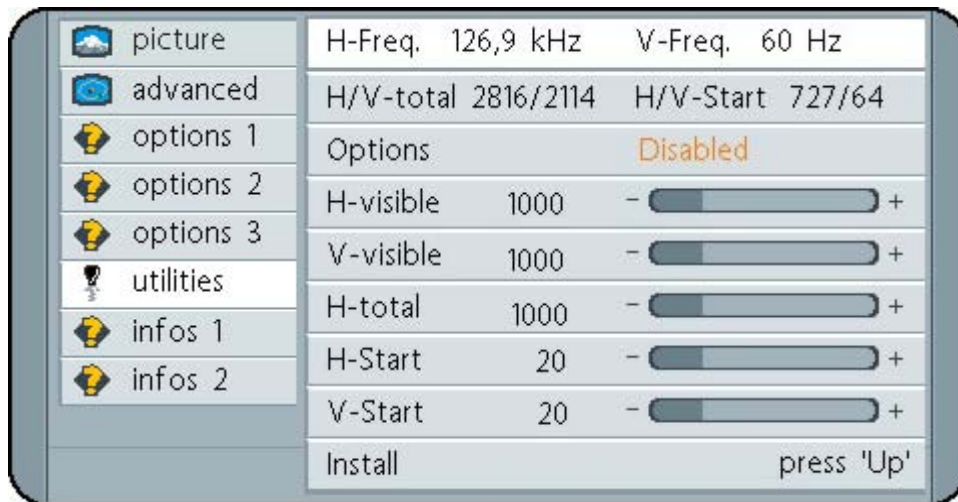 picture
advanced
options 1
options 2
options 3
utilities
infos 1
infos 2
H-Freq. 126,9 kHz V-Freq. 60 Hz
H/V-total 2816/2114 H/V-Start 727/64
Options Disabled
H-visible 1000 - +
V-visible 1000 - +
H-total 1000 - +
H-Start 20 - +
V-Start 20 - +
Install press 'Up'